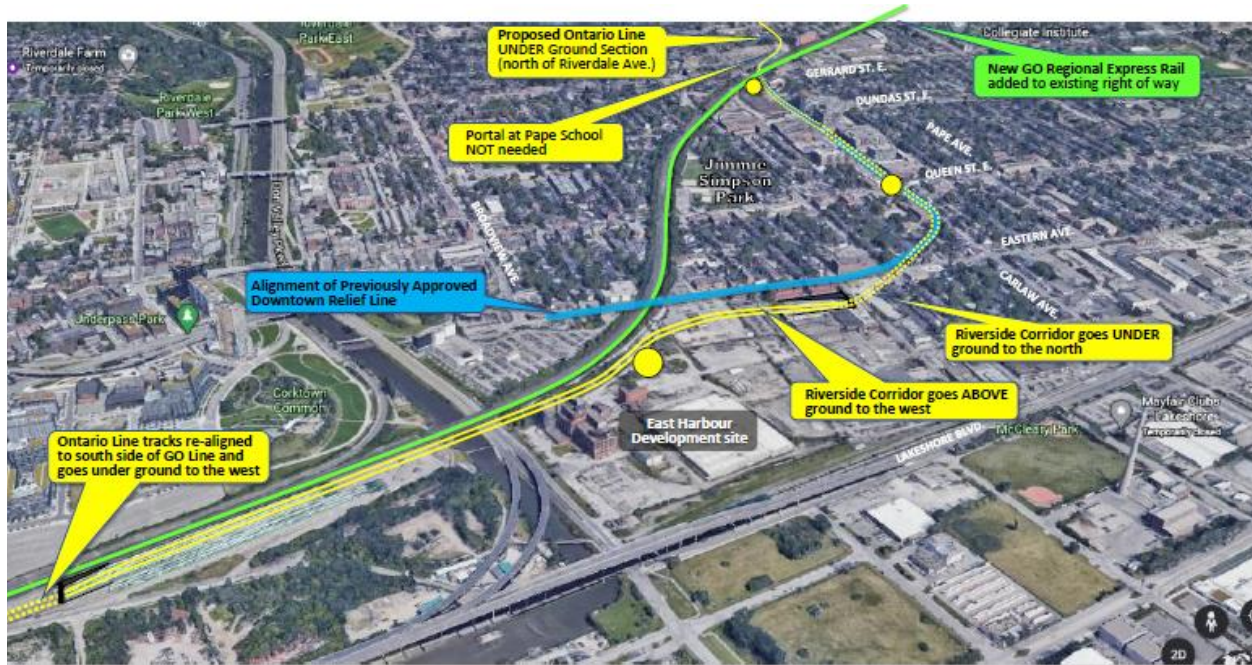 Riverdale Farm
Temporarily closed
Riverdale
Park East
Riverdale
Park West
Proposed Ontario Line
UNDER Ground Section
(north of Riverdale Ave.)
Collegiate Institute
New GO Regional Express Rail
added to existing right of way
GERRARD ST. E.
DUNDAS ST. E.
PAPE AVE.
QUEEN ST. E.
Portal at Pape School
NOT needed
Jimmie
Simpson
Park
BROADVIEW AVE.
EASTERN AVE.
CARLAW AVE.
Alignment of Previously Approved
Downtown Relief Line
Underpass Park
Riverside Corridor goes UNDER
ground to the north
Riverside Corridor goes ABOVE
ground to the west
Corktown
Common
East Harbour
Development site
LAKESHORE BLVD.
Mayfair Clubs
Lakeshore
Temporarily closed
McCleary Park
Ontario Line tracks re-aligned
to south side of GO Line and
goes under ground to the west
2D